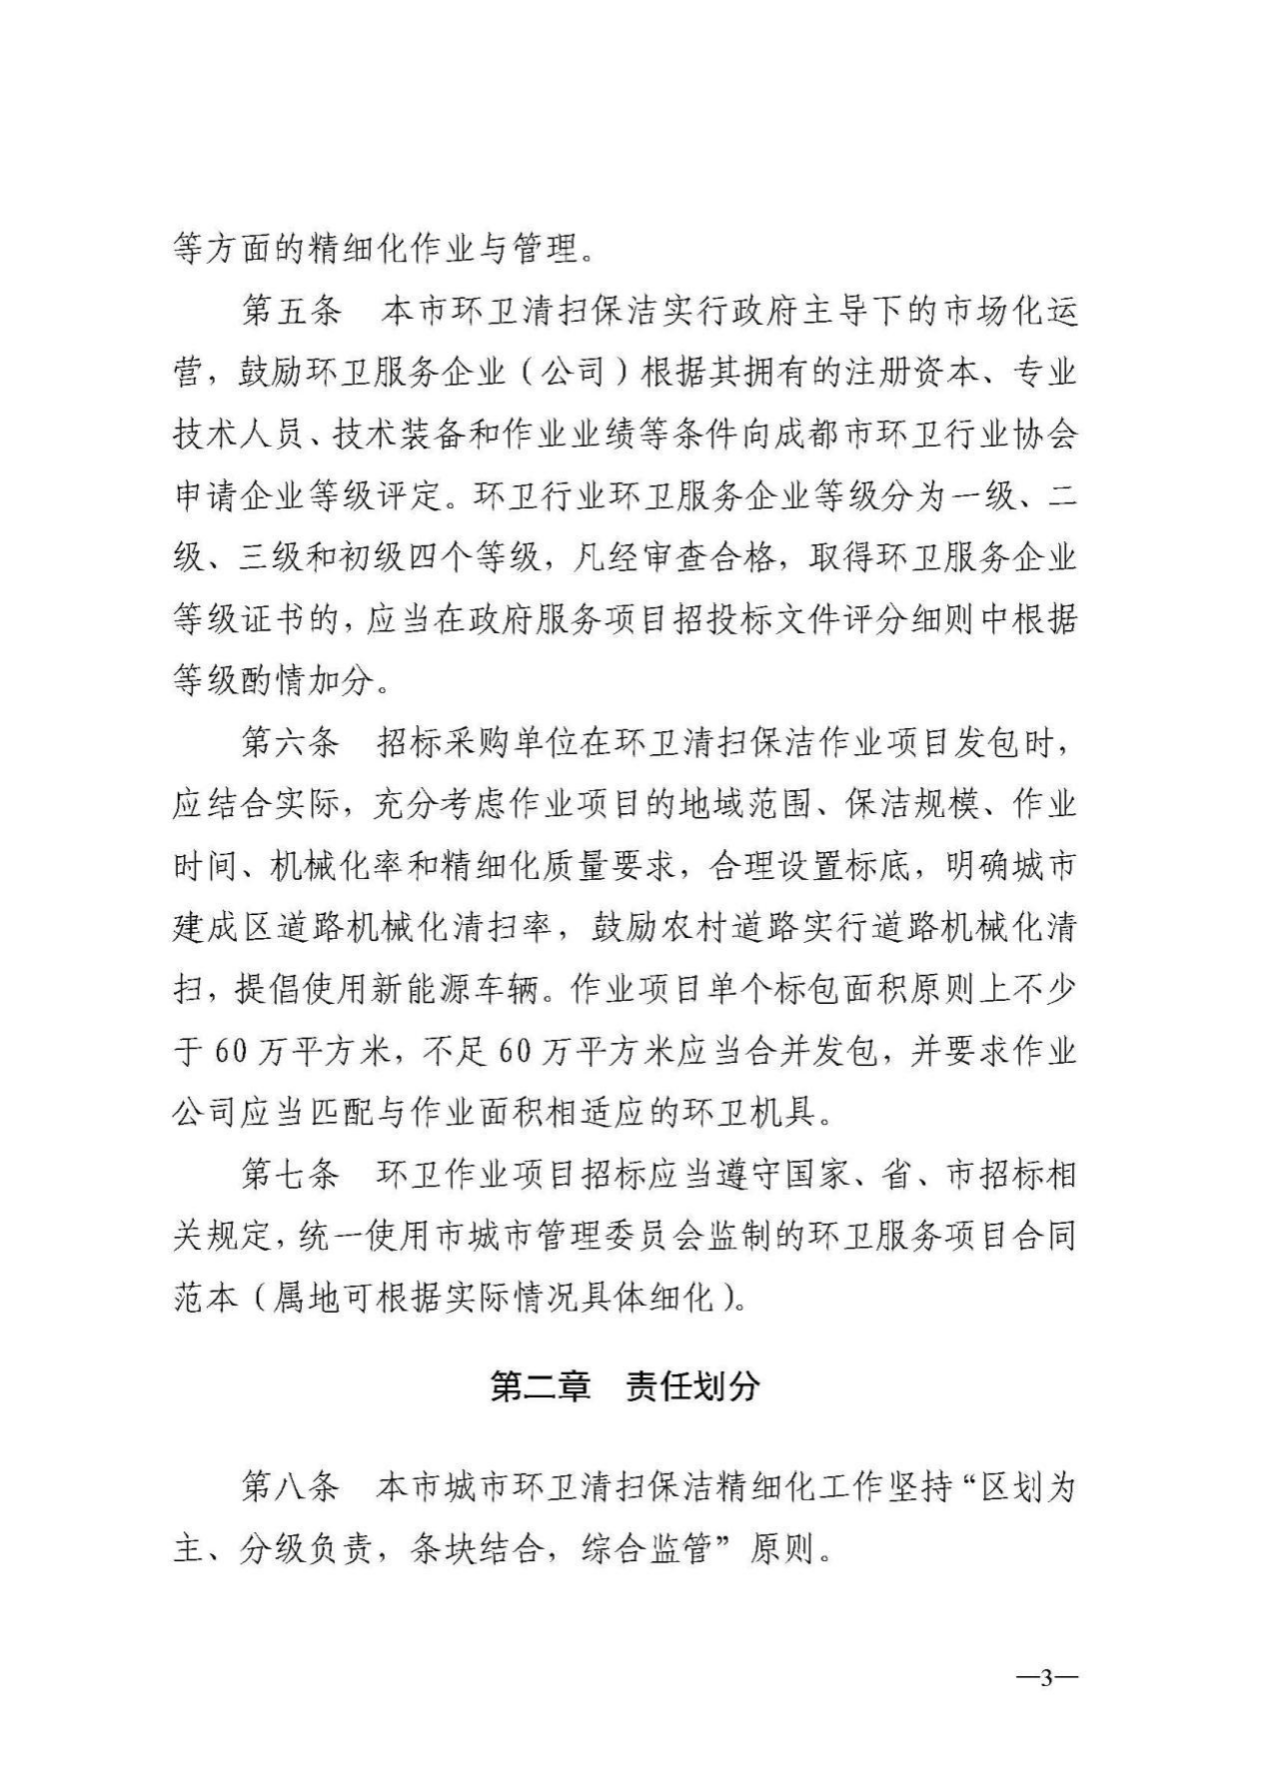 等方面的精细化作业与管理。
第五条　本市环卫清扫保洁实行政府主导下的市场化运
营，鼓励环卫服务企业（公司）根据其拥有的注册资本、专业
技术人员、技术装备和作业业绩等条件向成都市环卫行业协会
申请企业等级评定。环卫行业环卫服务企业等级分为一级、二
级、三级和初级四个等级，凡经审查合格，取得环卫服务企业
等级证书的，应当在政府服务项目招投标文件评分细则中根据
等级酌情加分。
第六条　招标采购单位在环卫清扫保洁作业项目发包时，
应结合实际，充分考虑作业项目的地域范围、保洁规模、作业
时间、机械化率和精细化质量要求，合理设置标底，明确城市
建成区道路机械化清扫率，鼓励农村道路实行道路机械化清
扫，提倡使用新能源车辆。作业项目单个标包面积原则上不少
于 60 万平方米，不足 60 万平方米应当合并发包，并要求作业
公司应当匹配与作业面积相适应的环卫机具。
第七条　环卫作业项目招标应当遵守国家、省、市招标相
关规定，统一使用市城市管理委员会监制的环卫服务项目合同
范本（属地可根据实际情况具体细化）。
第二章　责任划分
第八条　本市城市环卫清扫保洁精细化工作坚持“区划为
主、分级负责，条块结合，综合监管”原则。
—3—